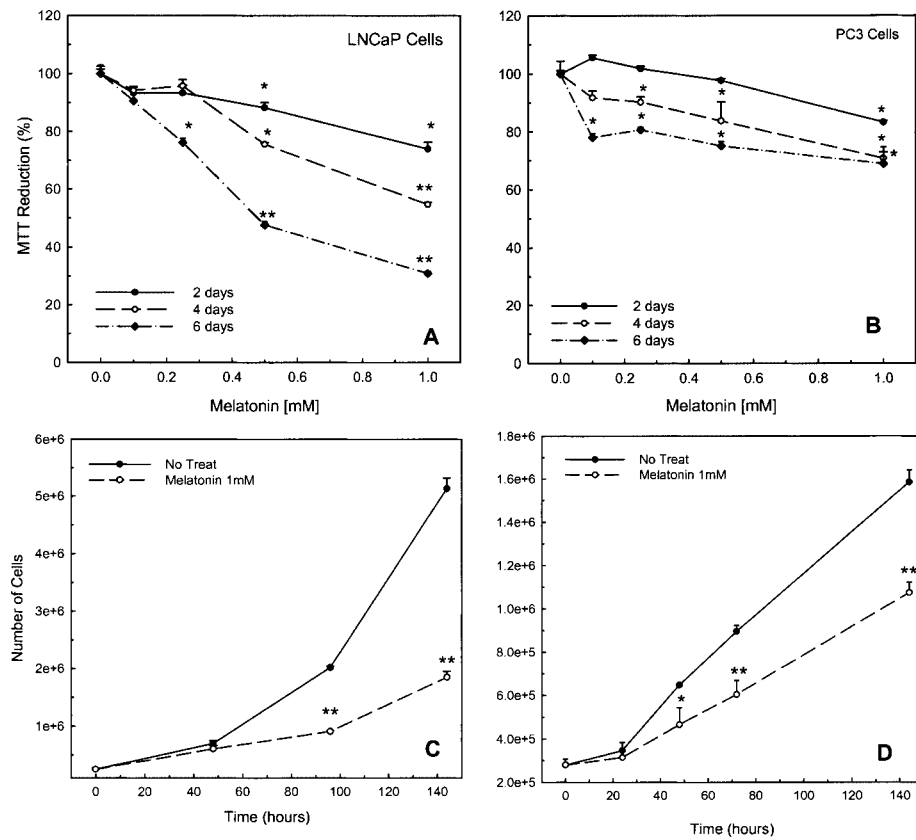 120
100
80
60
40
20
0
MTT Reduction (%)
LNCaP Cells
*
*
*
*
**
**
**
2 days
4 days
6 days
A
0.0
0.2
0.4
0.6
0.8
1.0
Melatonin [mM]
120
100
80
60
40
20
0
PC3 Cells
*
*
*
*
*
*
*
*
*
2 days
4 days
6 days
B
0.0
0.2
0.4
0.6
0.8
1.0
Melatonin [mM]
6e+6
5e+6
4e+6
3e+6
2e+6
1e+6
Number of Cells
No Treat
Melatonin 1mM
**
**
C
0
20
40
60
80
100
120
140
Time (hours)
1.8e+6
1.6e+6
1.4e+6
1.2e+6
1.0e+6
8.0e+5
6.0e+5
4.0e+5
2.0e+5
No Treat
Melatonin 1mM
*
**
**
D
0
20
40
60
80
100
120
140
Time (hours)